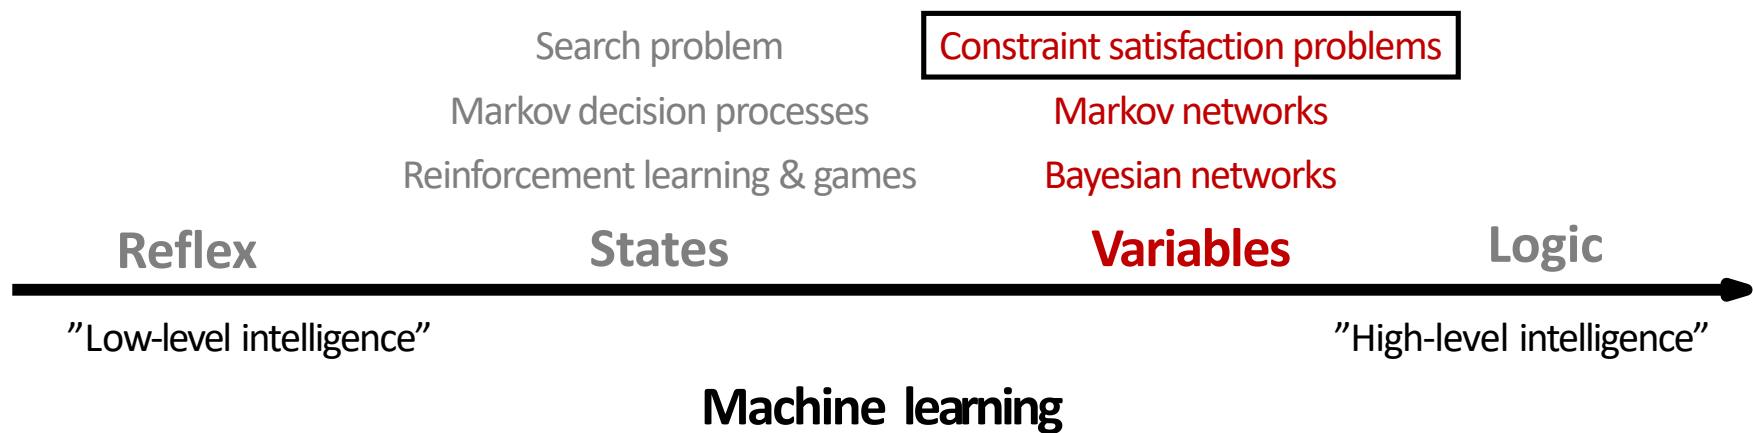 Search problem
Constraint satisfaction problems
Markov decision processes
Markov networks
Reinforcement learning & games
Bayesian networks
Reflex
States
Variables
Logic
”Low-level intelligence”
”High-level intelligence”
Machine learning